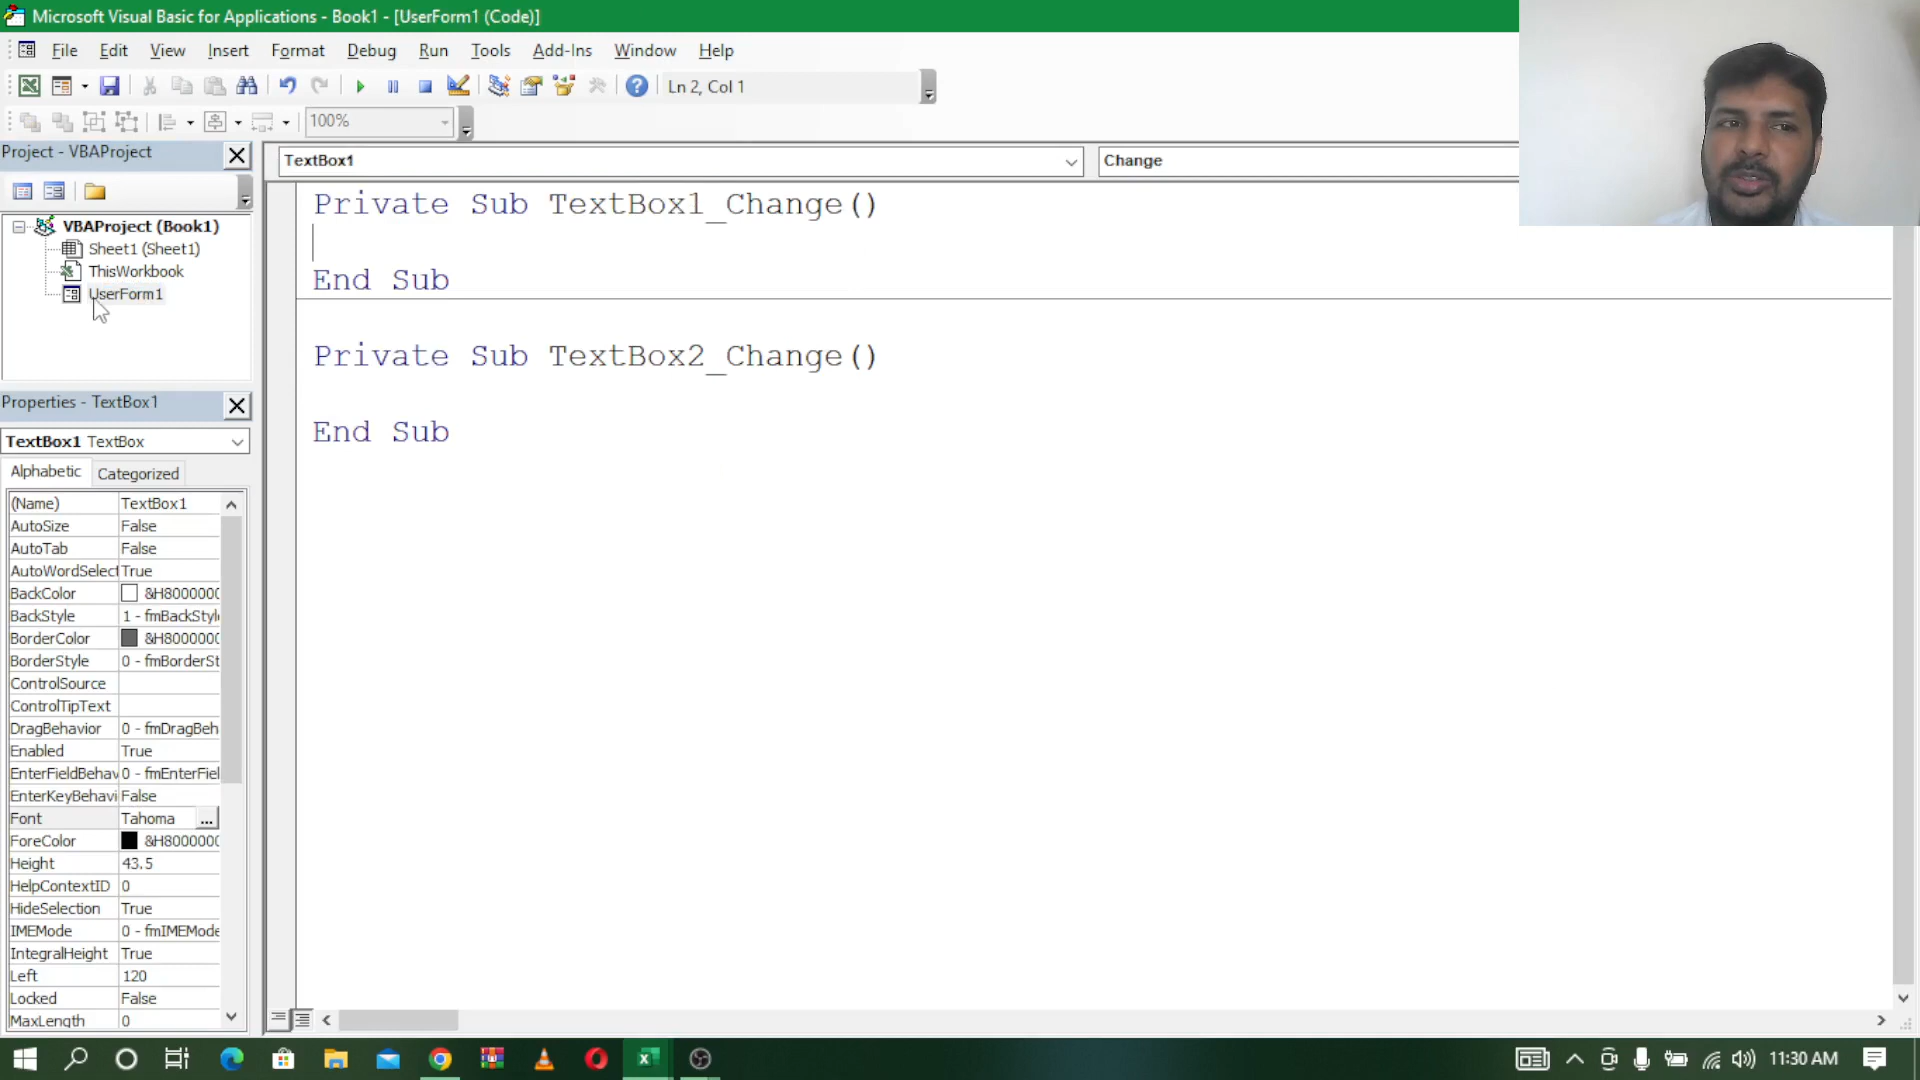 Microsoft Visual Basic for Applications - Book1 - [UserForm1 (Code)]
File Edit View Insert Format Debug Run Tools Add-Ins Window Help
Ln 2, Col 1
100%
Project - VBAProject
TextBox1
Change
VBAProject (Book1)
Sheet1 (Sheet1)
ThisWorkbook
UserForm1
Private Sub TextBox1_Change()
End Sub
Private Sub TextBox2_Change()
End Sub
Properties - TextBox1
TextBox1 TextBox
Alphabetic Categorized
(Name) TextBox1
AutoSize False
AutoTab False
AutoWordSelect True
BackColor &H8000000
BackStyle 1 - fmBackStyl
BorderColor &H8000000
BorderStyle 0 - fmBorderSt
ControlSource
ControlTipText
DragBehavior 0 - fmDragBeh
Enabled True
EnterFieldBehav 0 - fmEnterFiel
EnterKeyBehavi False
Font Tahoma ...
ForeColor &H8000000
Height 43.5
HelpContextID 0
HideSelection True
IMEMode 0 - fmIMEMode
IntegralHeight True
Left 120
Locked False
MaxLength 0
11:30 AM